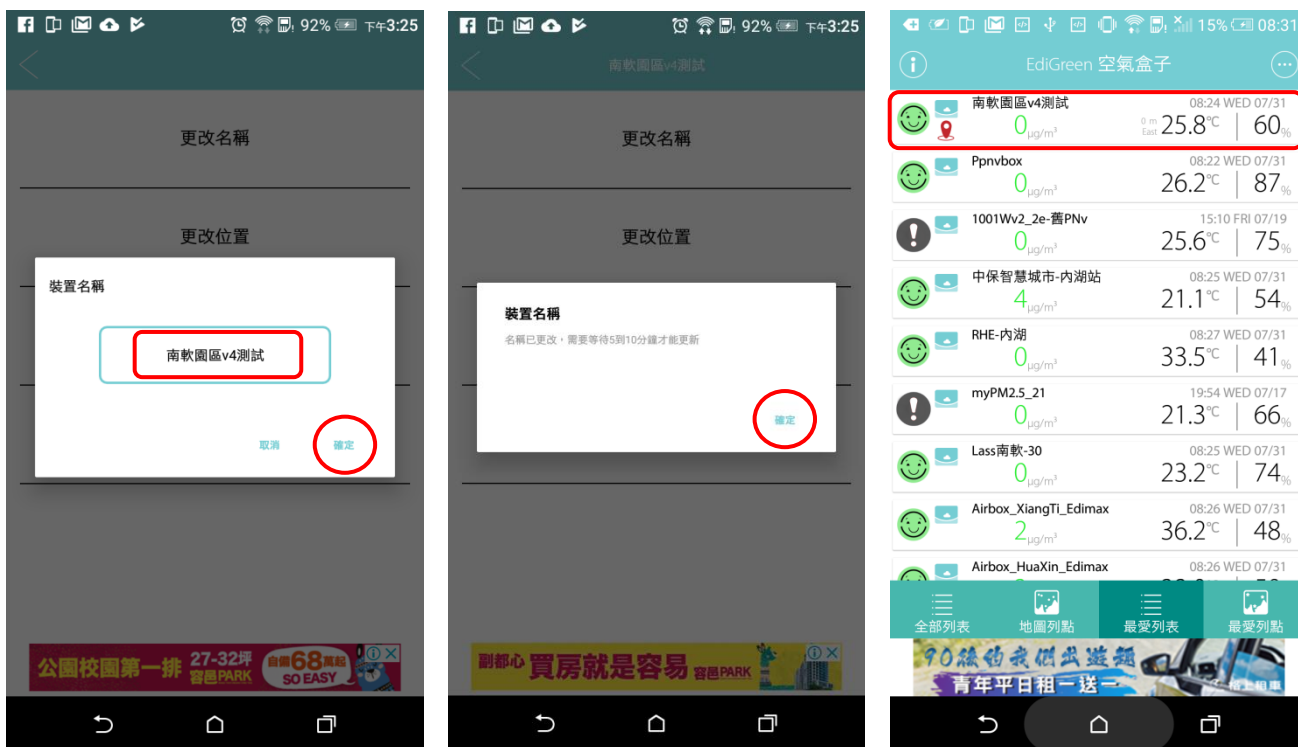 92% 下午3:25
更改名稱
更改位置
裝置名稱
南軟園區v4測試
取消 確定
公園校園第一排 27-32坪 容邑PARK 自備68萬起 SO EASY
92% 下午3:25
南軟園區v4測試
更改名稱
更改位置
裝置名稱
名稱已更改，需要等待5到10分鐘才能更新
確定
副都心 買房就是容易 容邑PARK
15% 08:31
EdiGreen 空氣盒子
南軟園區v4測試 08:24 WED 07/31
0 μg/m³ 0 m East 25.8℃ | 60%
Ppnvbox 08:22 WED 07/31
0 μg/m³ 26.2℃ | 87%
1001Wv2_2e-舊PNv 15:10 FRI 07/19
0 μg/m³ 25.6℃ | 75%
中保智慧城市-內湖站 08:25 WED 07/31
4 μg/m³ 21.1℃ | 54%
RHE-內湖 08:27 WED 07/31
0 μg/m³ 33.5℃ | 41%
myPM2.5_21 19:54 WED 07/17
0 μg/m³ 21.3℃ | 66%
Lass南軟-30 08:25 WED 07/31
0 μg/m³ 23.2℃ | 74%
Airbox_XiangTi_Edimax 08:26 WED 07/31
2 μg/m³ 36.2℃ | 48%
Airbox_HuaXin_Edimax 08:26 WED 07/31
全部列表 地圖列點 最愛列表 最愛列點
90後的我們出遊趣
青年平日租一送一